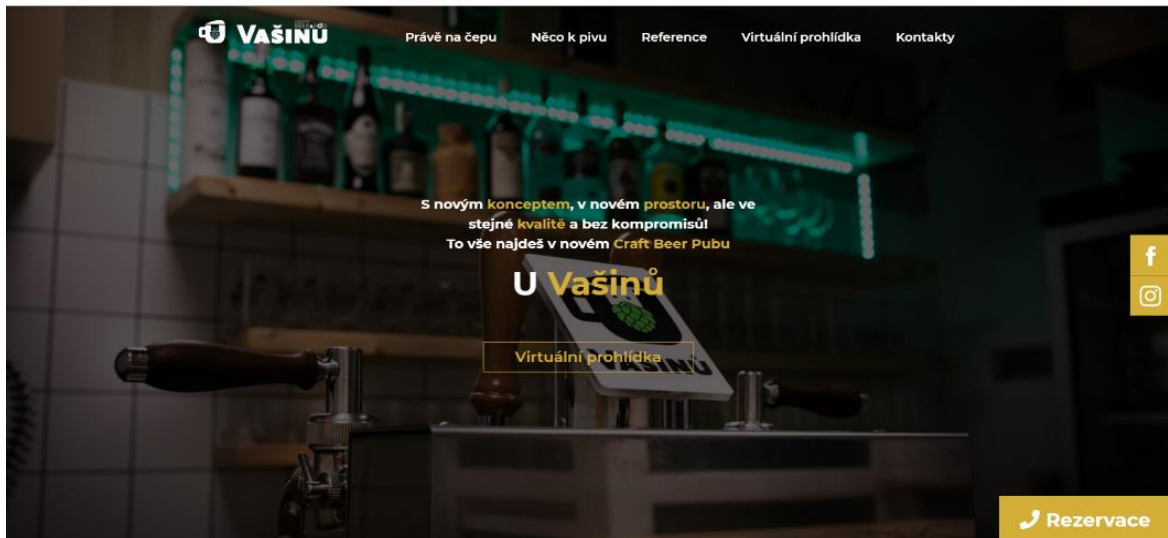 VAŠINŮ
Právě na čepu
Něco k pivu
Reference
Virtuální prohlídka
Kontakty
S novým konceptem, v novém prostoru, ale ve
stejné kvalitě a bez kompromisů!
To vše najdeš v novém Craft Beer Pubu
U Vašinů
Virtuální prohlídka
VAŠINŮ
Rezervace